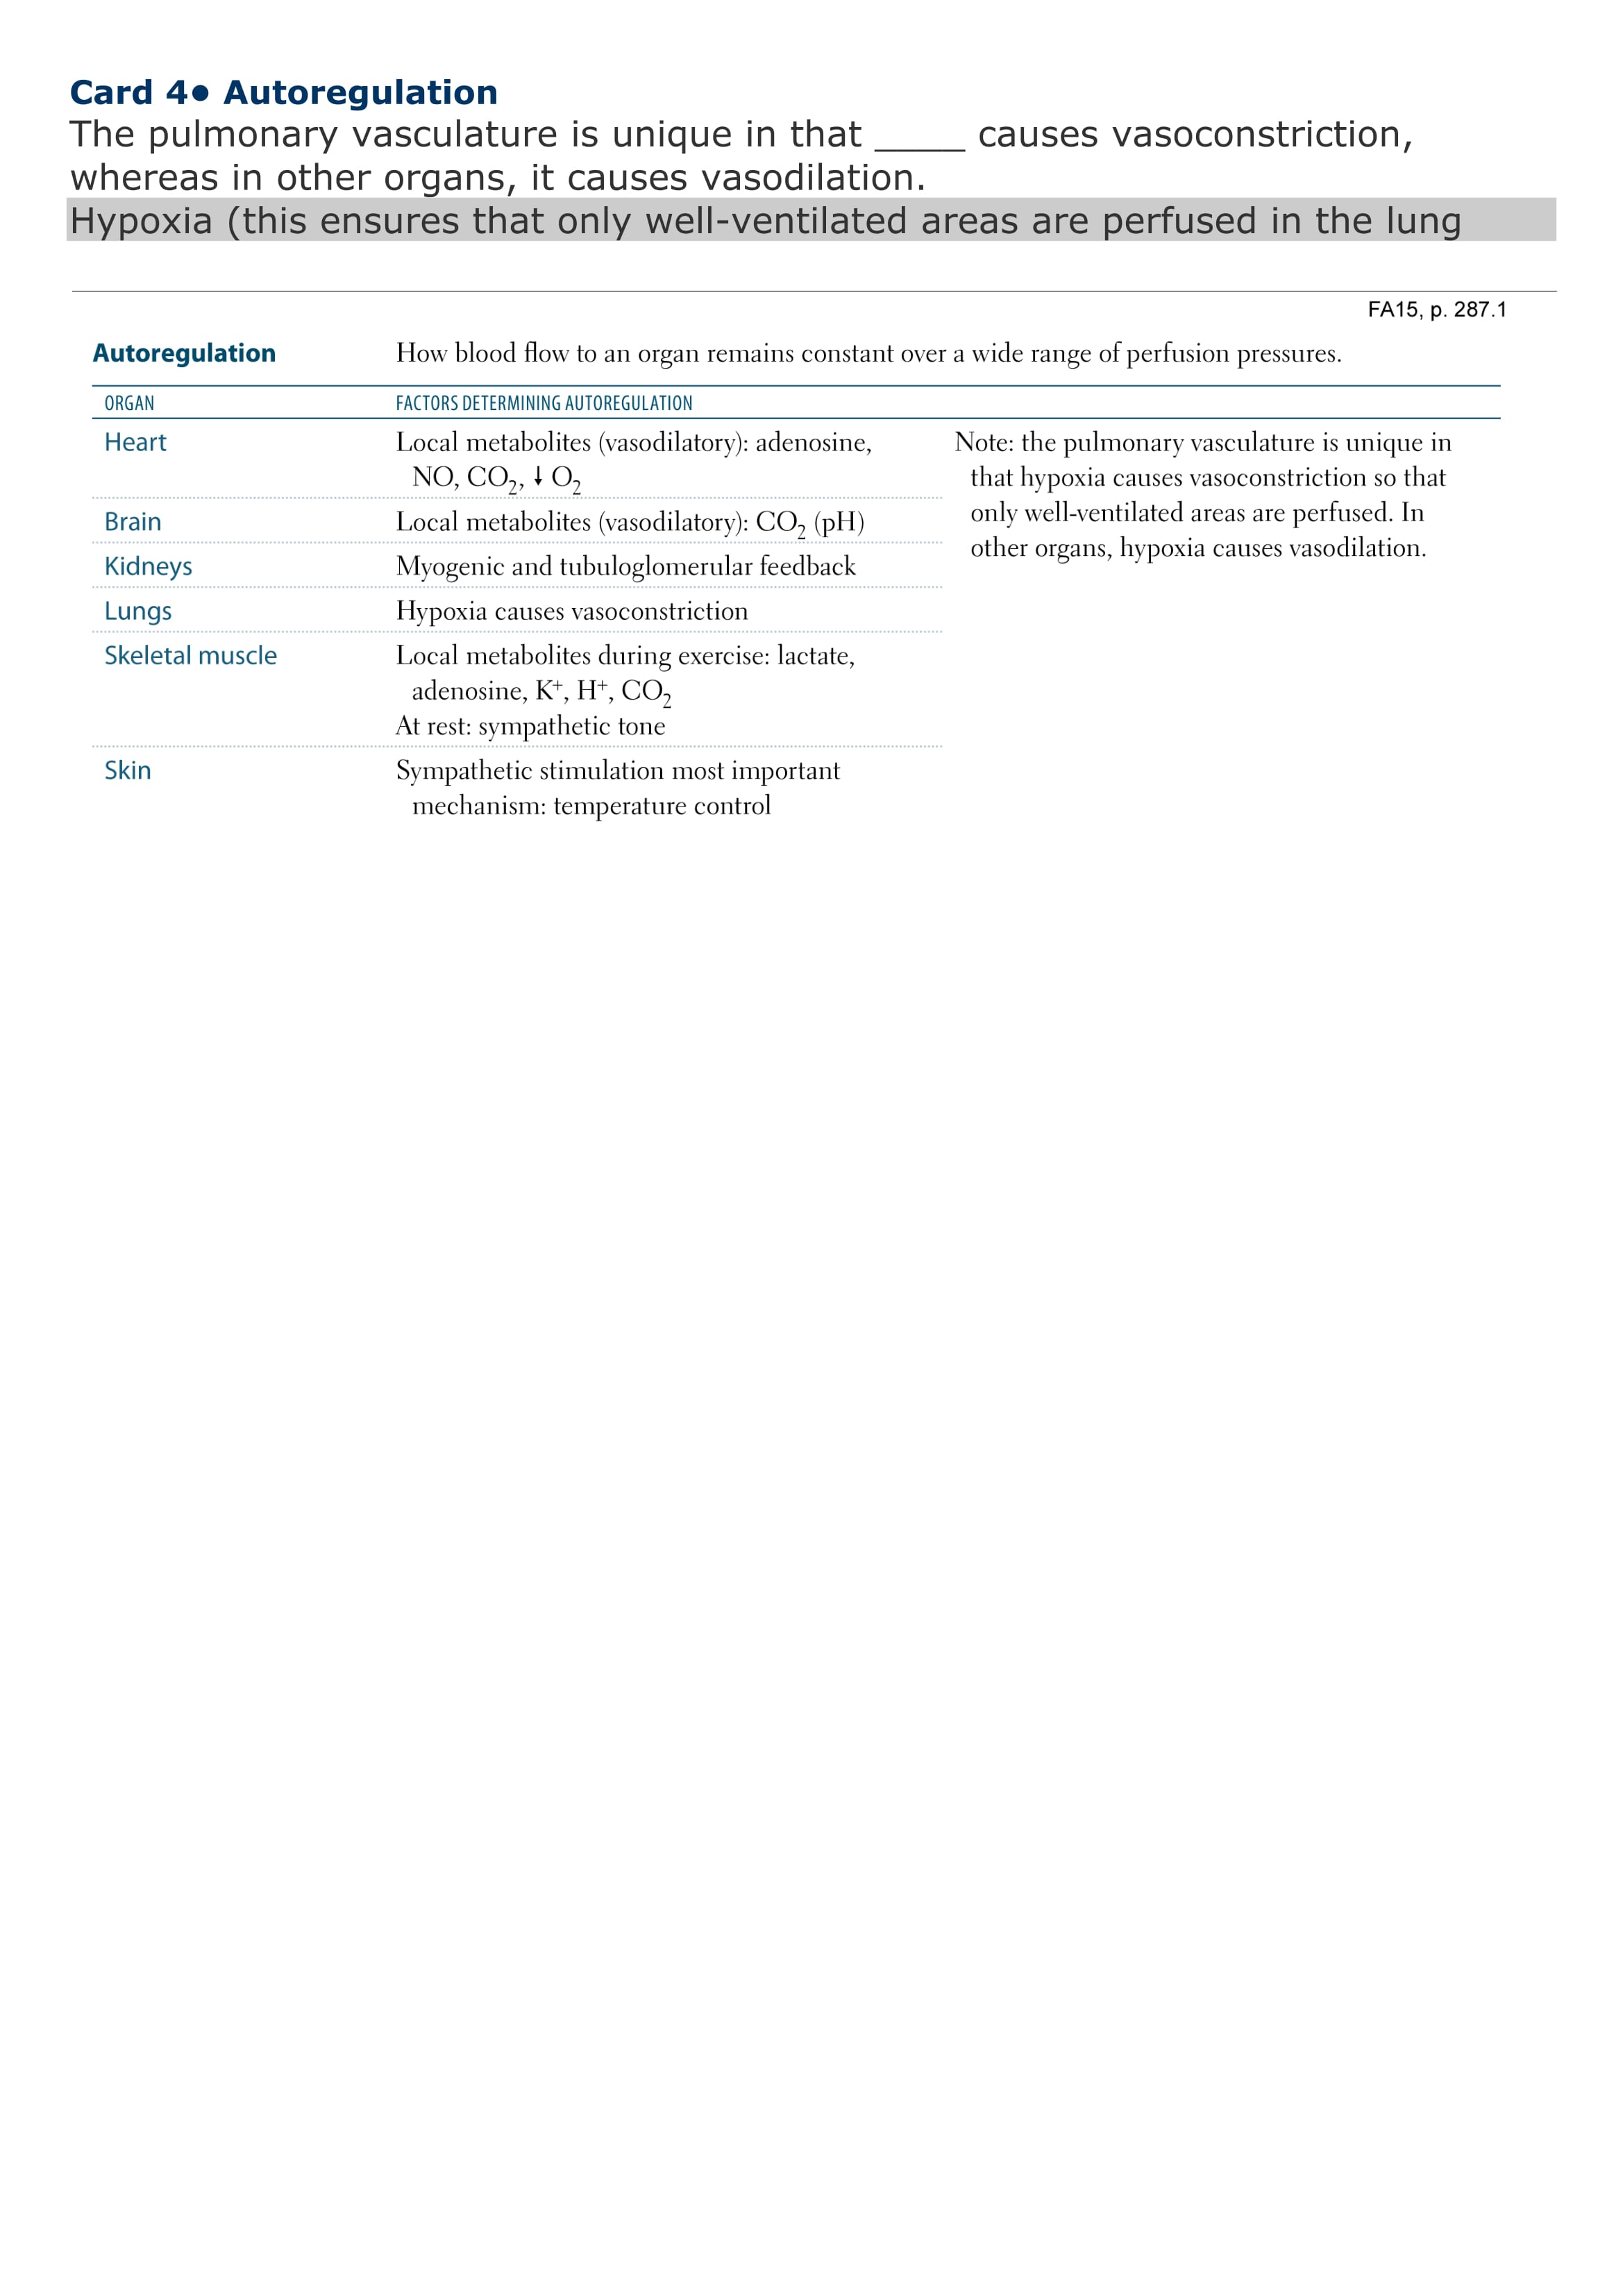 Card 4• Autoregulation
The pulmonary vasculature is unique in that ____ causes vasoconstriction,
whereas in other organs, it causes vasodilation.
Hypoxia (this ensures that only well-ventilated areas are perfused in the lung
FA15, p. 287.1
Autoregulation How blood flow to an organ remains constant over a wide range of perfusion pressures.
ORGAN FACTORS DETERMINING AUTOREGULATION
Heart Local metabolites (vasodilatory): adenosine,
NO, CO₂, ↓ O₂
Brain Local metabolites (vasodilatory): CO₂ (pH)
Kidneys Myogenic and tubuloglomerular feedback
Lungs Hypoxia causes vasoconstriction
Skeletal muscle Local metabolites during exercise: lactate,
adenosine, K⁺, H⁺, CO₂
At rest: sympathetic tone
Skin Sympathetic stimulation most important
mechanism: temperature control
Note: the pulmonary vasculature is unique in
that hypoxia causes vasoconstriction so that
only well-ventilated areas are perfused. In
other organs, hypoxia causes vasodilation.